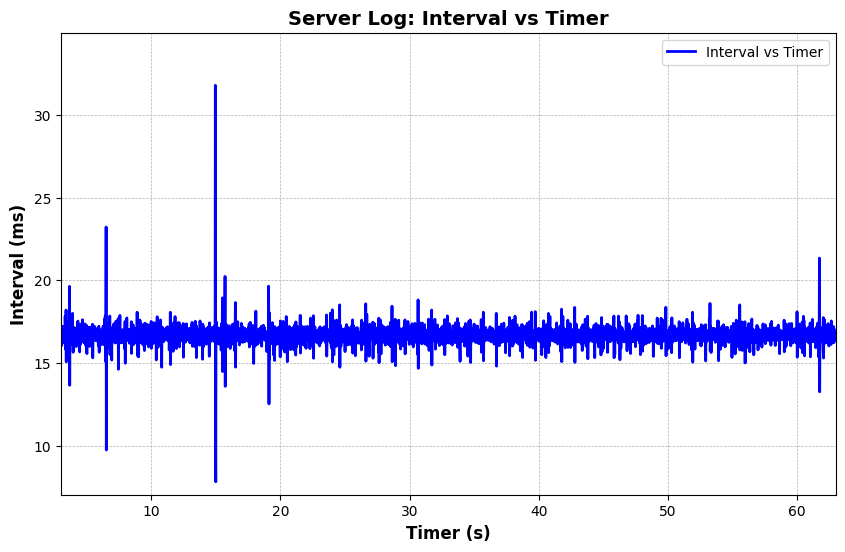 Server Log: Interval vs Timer
Interval vs Timer
30
25
20
15
10
Interval (ms)
10 20 30 40 50 60
Timer (s)